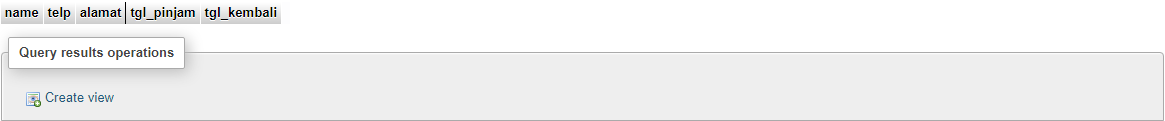 name telp alamat tgl_pinjam tgl_kembali
Query results operations
Create view